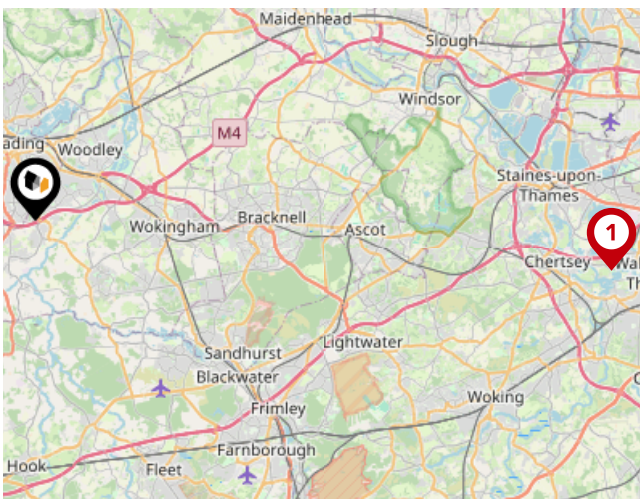 Maidenhead
Slough
Windsor
M4
ading
Woodley
Staines-upon-
Thames
Bracknell
Wokingham
Ascot
1
Chertsey
Wal
Th
Lightwater
Sandhurst
Blackwater
Woking
Frimley
Farnborough
Hook
Fleet